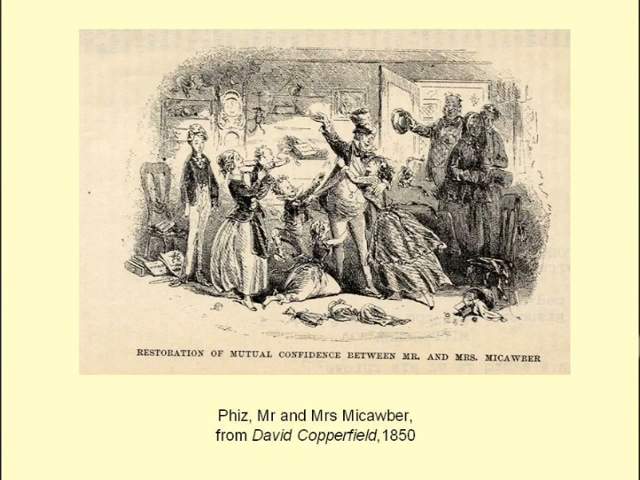 RESTORATION OF MUTUAL CONFIDENCE BETWEEN MR. AND MRS. MICAWBER
Phiz, Mr and Mrs Micawber,
from David Copperfield,1850